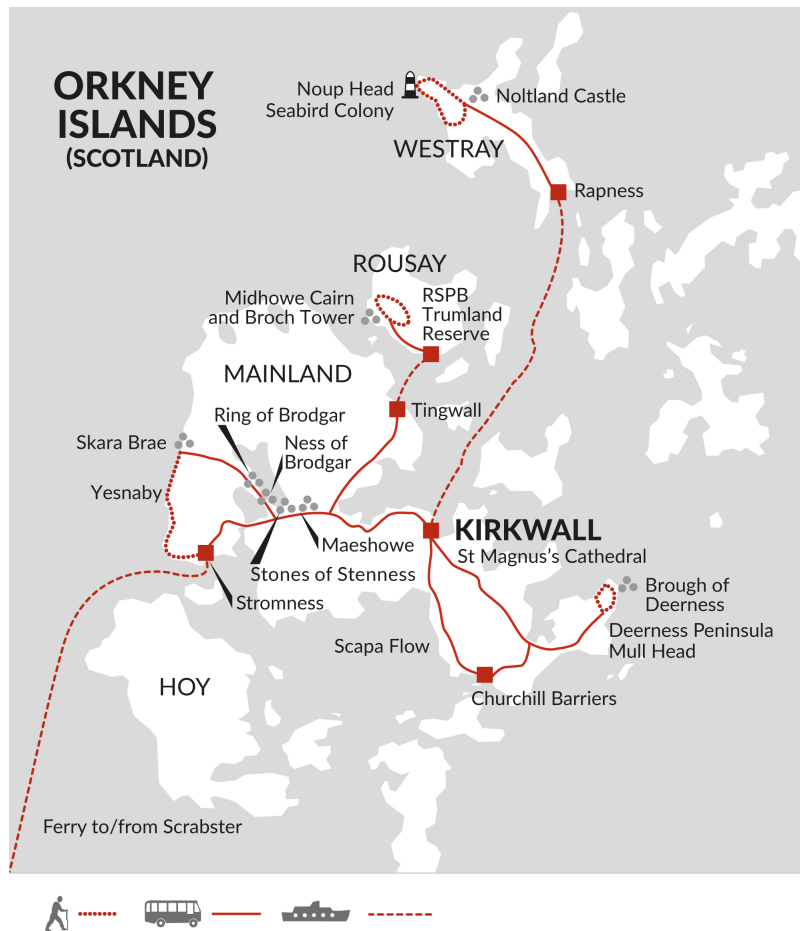 ORKNEY
ISLANDS
(SCOTLAND)
Noup Head
Seabird Colony
Noltland Castle
WESTRAY
Rapness
ROUSAY
Midhowe Cairn
and Broch Tower
RSPB
Trumland
Reserve
MAINLAND
Ring of Brodgar
Tingwall
Skara Brae
Ness of
Brodgar
Yesnaby
KIRKWALL
St Magnus's Cathedral
Maeshowe
Stones of Stenness
Stromness
Brough of
Deerness
Deerness Peninsula
Mull Head
Scapa Flow
HOY
Churchill Barriers
Ferry to/from Scrabster